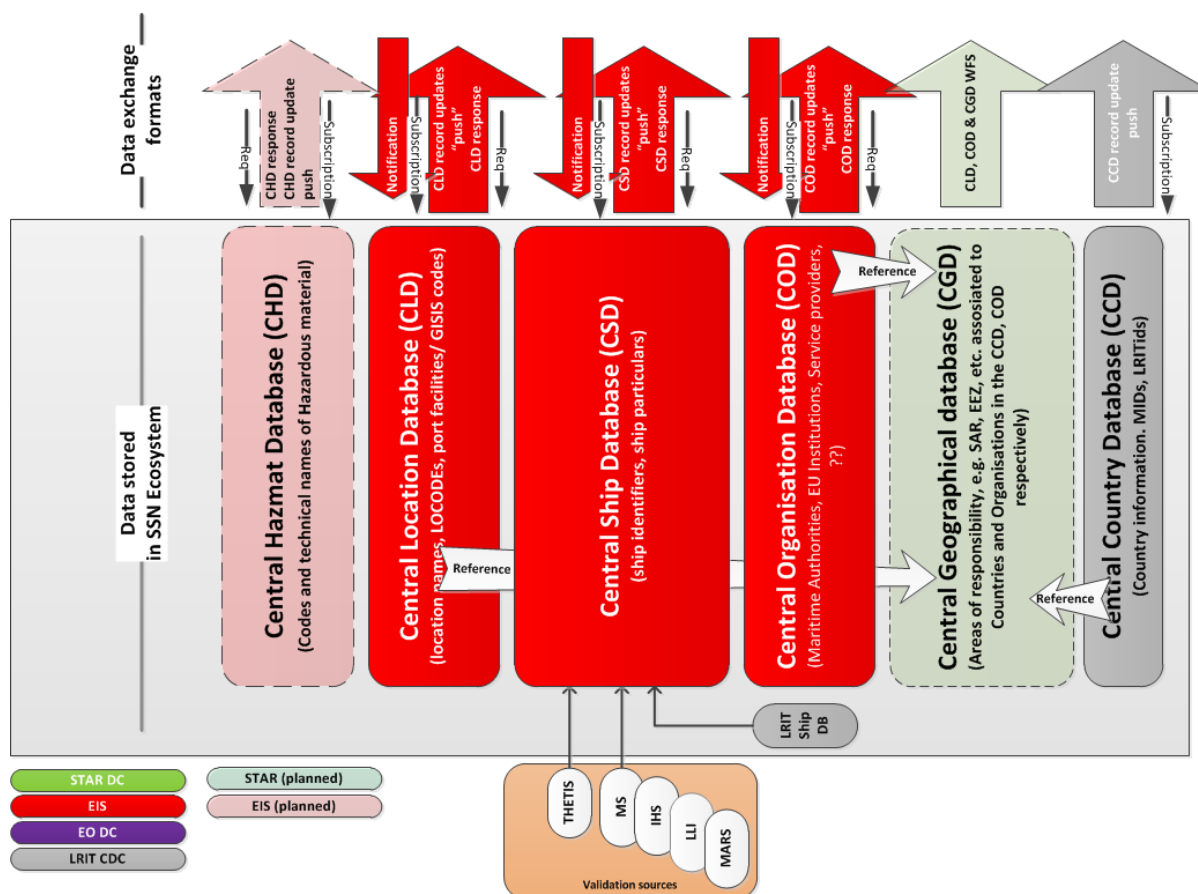 Data exchange
formats
Req
CHD response
CHD record update
push
Subscription
Notification
Subscription
CLD record updates
“push”
CLD response
Req
Notification
Subscription
CSD record updates
“push”
CSD response
Req
Notification
Subscription
COD record updates
“push”
COD response
Req
CLD, COD & CGD WFS
CCD record update
push
Subscription
Data stored
in SSN Ecosystem
Central Hazmat Database (CHD)
(Codes and technical names of Hazardous material)
Central Location Database (CLD)
(location names, LOCODEs, port facilities/ GISIS codes)
Central Ship Database (CSD)
(ship identifiers, ship particulars)
Central Organisation Database (COD)
(Maritime Authorities, EU Institutions, Service providers,
??)
Central Geographical database (CGD)
(Areas of responsibility, e.g. SAR, EEZ, etc. assosiated to
Countries and Organisations in the CCD, COD
respectively)
Central Country Database (CCD)
(Country information. MIDs, LRITids)
Reference
Reference
Reference
LRIT
Ship
DB
THETIS
MS
IHS
LLI
MARS
Validation sources
STAR DC
EIS
EO DC
LRIT CDC
STAR (planned)
EIS (planned)